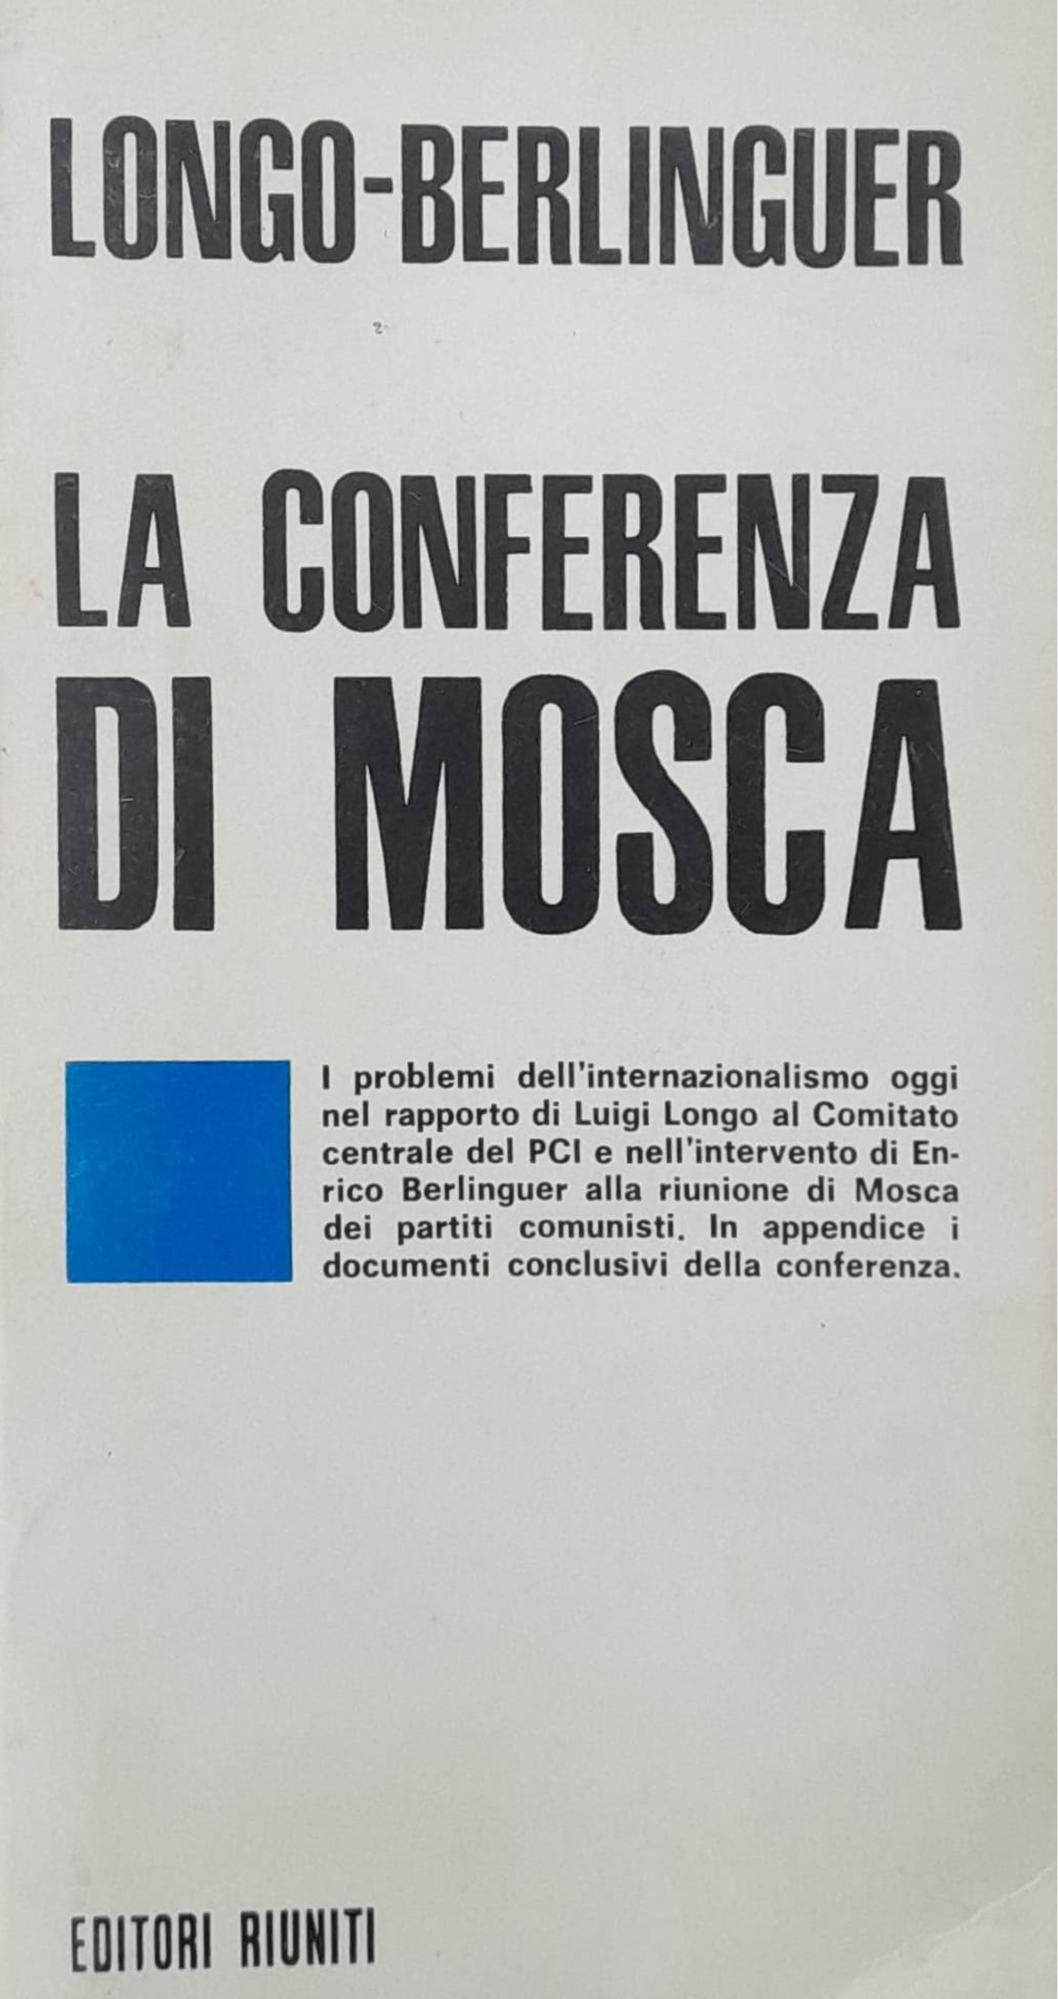 LONGO-BERLINGUER
LA CONFERENZA
DI MOSCA
I problemi dell'internazionalismo oggi
nel rapporto di Luigi Longo al Comitato
centrale del PCI e nell'intervento di En-
rico Berlinguer alla riunione di Mosca
dei partiti comunisti. In appendice i
documenti conclusivi della conferenza.
EDITORI RIUNITI